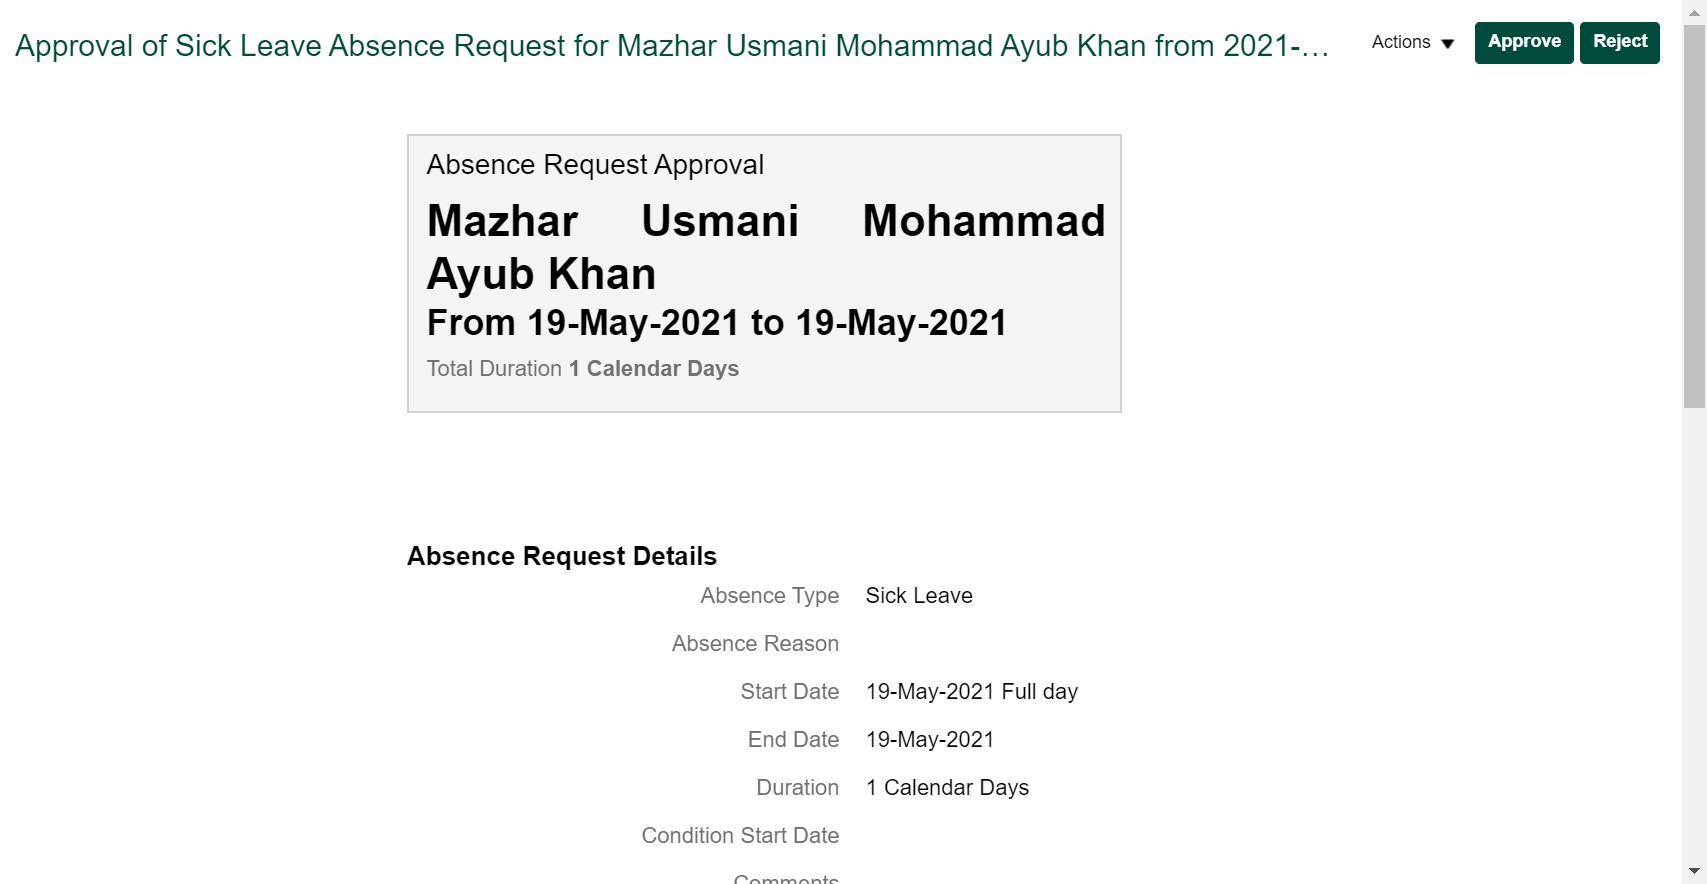 Approval of Sick Leave Absence Request for Mazhar Usmani Mohammad Ayub Khan from 2021-...
Actions
Approve
Reject
Absence Request Approval
Mazhar Usmani Mohammad
Ayub Khan
From 19-May-2021 to 19-May-2021
Total Duration 1 Calendar Days
Absence Request Details
Absence Type Sick Leave
Absence Reason
Start Date 19-May-2021 Full day
End Date 19-May-2021
Duration 1 Calendar Days
Condition Start Date
Comments